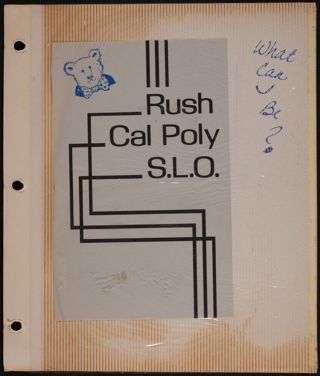 Rush
Cal Poly
S.L.O.
What
Can
I
Be
?